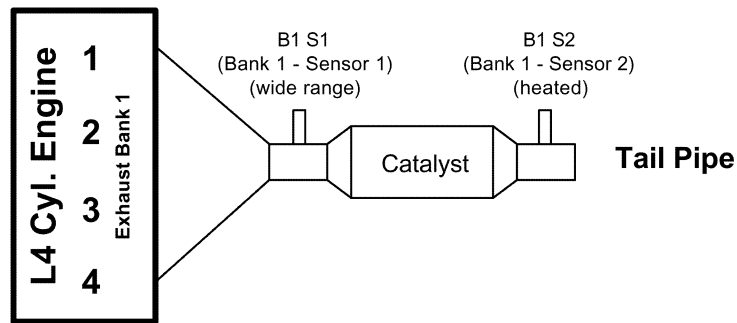 L4 Cyl. Engine
1
2
3
4
Exhaust Bank 1
B1 S1
(Bank 1 - Sensor 1)
(wide range)
Catalyst
B1 S2
(Bank 1 - Sensor 2)
(heated)
Tail Pipe